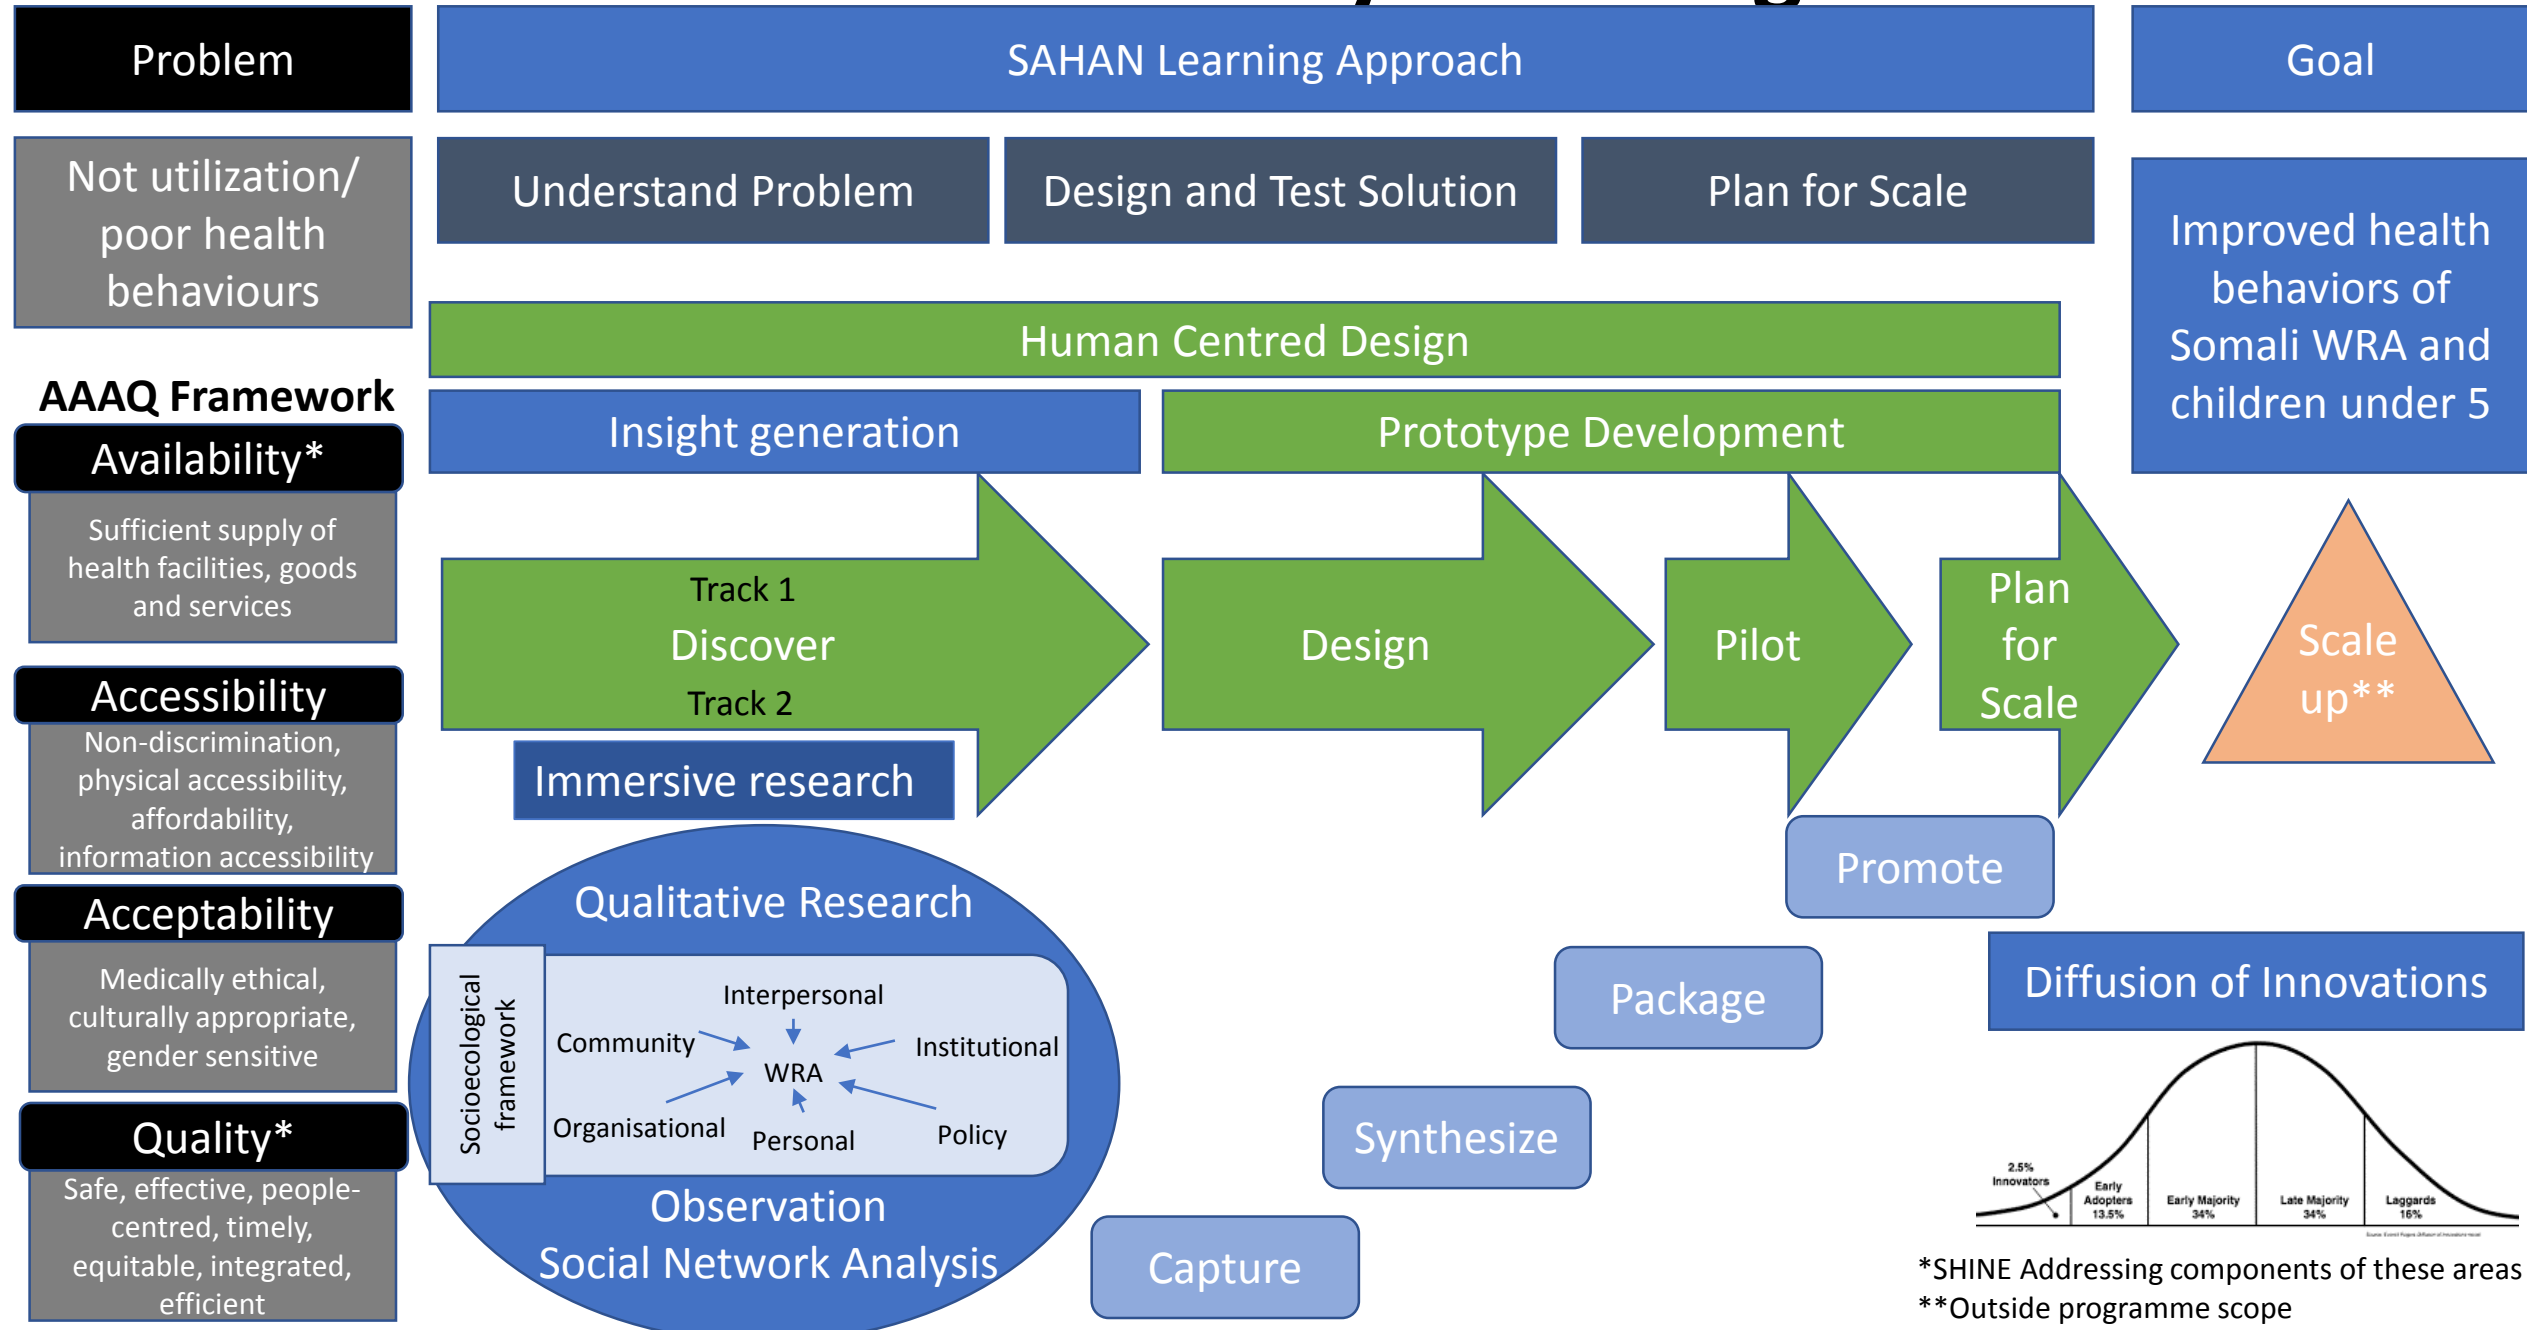 Problem
SAHAN Learning Approach
Goal
Not utilization/
poor health
behaviours
Understand Problem
Design and Test Solution
Plan for Scale
Improved health
behaviors of
Somali WRA and
children under 5
Human Centred Design
AAAQ Framework
Insight generation
Prototype Development
Availability*
Sufficient supply of
health facilities, goods
and services
Accessibility
Non-discrimination,
physical accessibility,
affordability,
information accessibility
Acceptability
Medically ethical,
culturally appropriate,
gender sensitive
Quality*
Safe, effective, people-
centred, timely,
equitable, integrated,
efficient
Track 1
Discover
Track 2
Design
Pilot
Plan
for
Scale
Scale
up**
Immersive research
Qualitative Research
Socioecological
framework
Interpersonal
Community
Institutional
WRA
Organisational
Personal
Policy
Observation
Social Network Analysis
Promote
Package
Synthesize
Capture
Diffusion of Innovations
2.5%
Innovators
Early
Adopters
13.5%
Early Majority
34%
Late Majority
34%
Laggards
16%
*SHINE Addressing components of these areas
**Outside programme scope